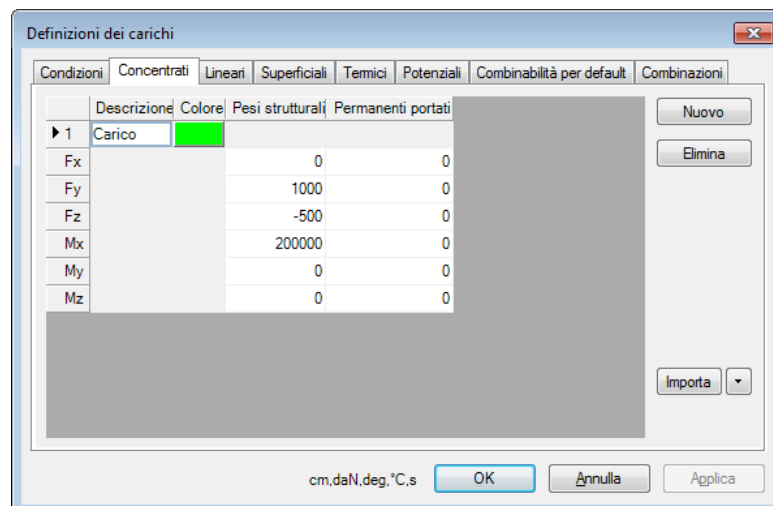 Definizioni dei carichi
Condizioni Concentrati Lineari Superficiali Termici Potenziali Combinabilità per default Combinazioni
Descrizione Colore Pesi strutturali Permanenti portati
1 Carico
Fx 0 0
Fy 1000 0
Fz -500 0
Mx 200000 0
My 0 0
Mz 0 0
Nuovo
Elimina
Importa
cm,daN,deg,°C,s OK Annulla Applica